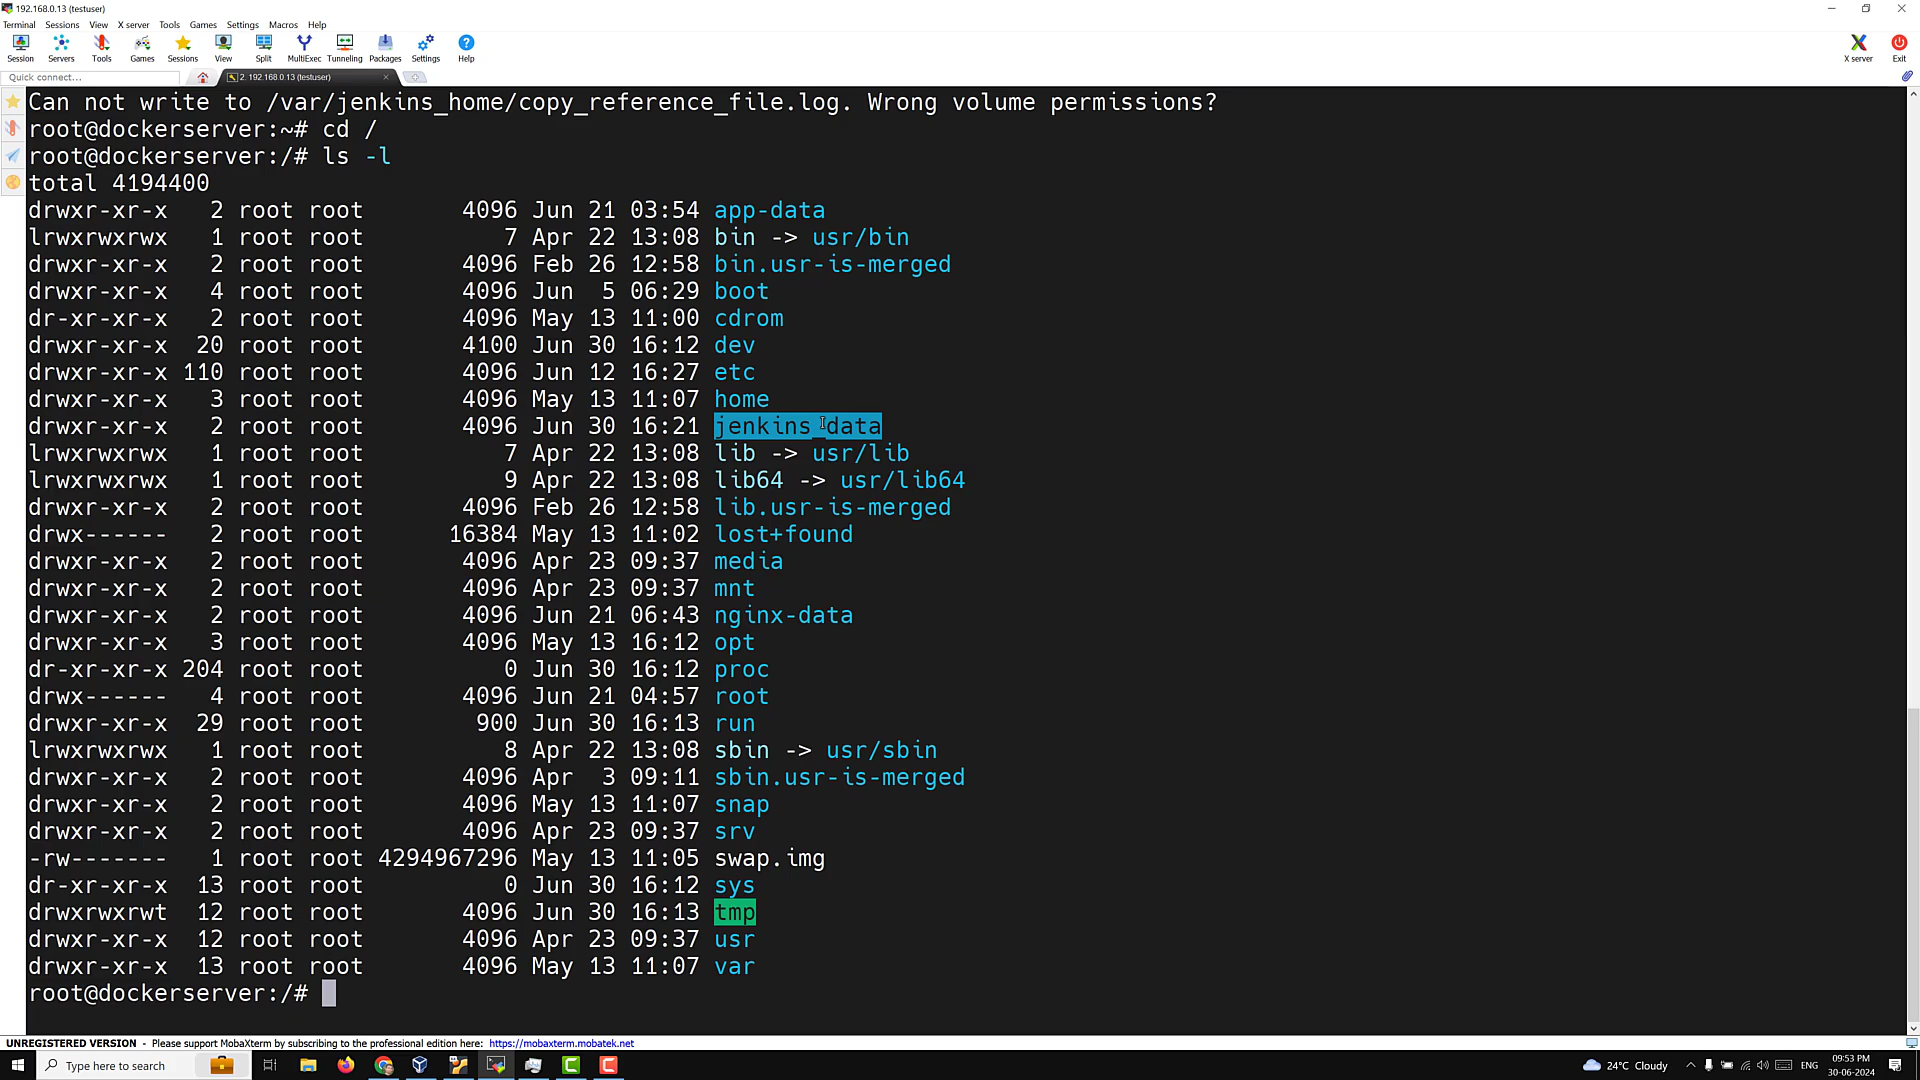 192.168.0.13 (testuser)
Terminal Sessions View X server Tools Games Settings Macros Help
Session Servers Tools Games Sessions View Split MultiExec Tunneling Packages Settings Help X server Exit
Quick connect... 2. 192.168.0.13 (testuser)
Can not write to /var/jenkins_home/copy_reference_file.log. Wrong volume permissions?
root@dockerserver:~# cd /
root@dockerserver:/# ls -l
total 4194400
drwxr-xr-x 2 root root 4096 Jun 21 03:54 app-data
lrwxrwxrwx 1 root root 7 Apr 22 13:08 bin -> usr/bin
drwxr-xr-x 2 root root 4096 Feb 26 12:58 bin.usr-is-merged
drwxr-xr-x 4 root root 4096 Jun 5 06:29 boot
dr-xr-xr-x 2 root root 4096 May 13 11:00 cdrom
drwxr-xr-x 20 root root 4100 Jun 30 16:12 dev
drwxr-xr-x 110 root root 4096 Jun 12 16:27 etc
drwxr-xr-x 3 root root 4096 May 13 11:07 home
drwxr-xr-x 2 root root 4096 Jun 30 16:21 jenkins_data
lrwxrwxrwx 1 root root 7 Apr 22 13:08 lib -> usr/lib
lrwxrwxrwx 1 root root 9 Apr 22 13:08 lib64 -> usr/lib64
drwxr-xr-x 2 root root 4096 Feb 26 12:58 lib.usr-is-merged
drwx------ 2 root root 16384 May 13 11:02 lost+found
drwxr-xr-x 2 root root 4096 Apr 23 09:37 media
drwxr-xr-x 2 root root 4096 Apr 23 09:37 mnt
drwxr-xr-x 2 root root 4096 Jun 21 06:43 nginx-data
drwxr-xr-x 3 root root 4096 May 13 16:12 opt
dr-xr-xr-x 204 root root 0 Jun 30 16:12 proc
drwx------ 4 root root 4096 Jun 21 04:57 root
drwxr-xr-x 29 root root 900 Jun 30 16:13 run
lrwxrwxrwx 1 root root 8 Apr 22 13:08 sbin -> usr/sbin
drwxr-xr-x 2 root root 4096 Apr 3 09:11 sbin.usr-is-merged
drwxr-xr-x 2 root root 4096 May 13 11:07 snap
drwxr-xr-x 2 root root 4096 Apr 23 09:37 srv
-rw------- 1 root root 4294967296 May 13 11:05 swap.img
dr-xr-xr-x 13 root root 0 Jun 30 16:12 sys
drwxrwxrwt 12 root root 4096 Jun 30 16:13 tmp
drwxr-xr-x 12 root root 4096 Apr 23 09:37 usr
drwxr-xr-x 13 root root 4096 May 13 11:07 var
root@dockerserver:/#
UNREGISTERED VERSION - Please support MobaXterm by subscribing to the professional edition here: https://mobaxterm.mobatek.net
Type here to search 24°C Cloudy ENG 09:53 PM
30-06-2024